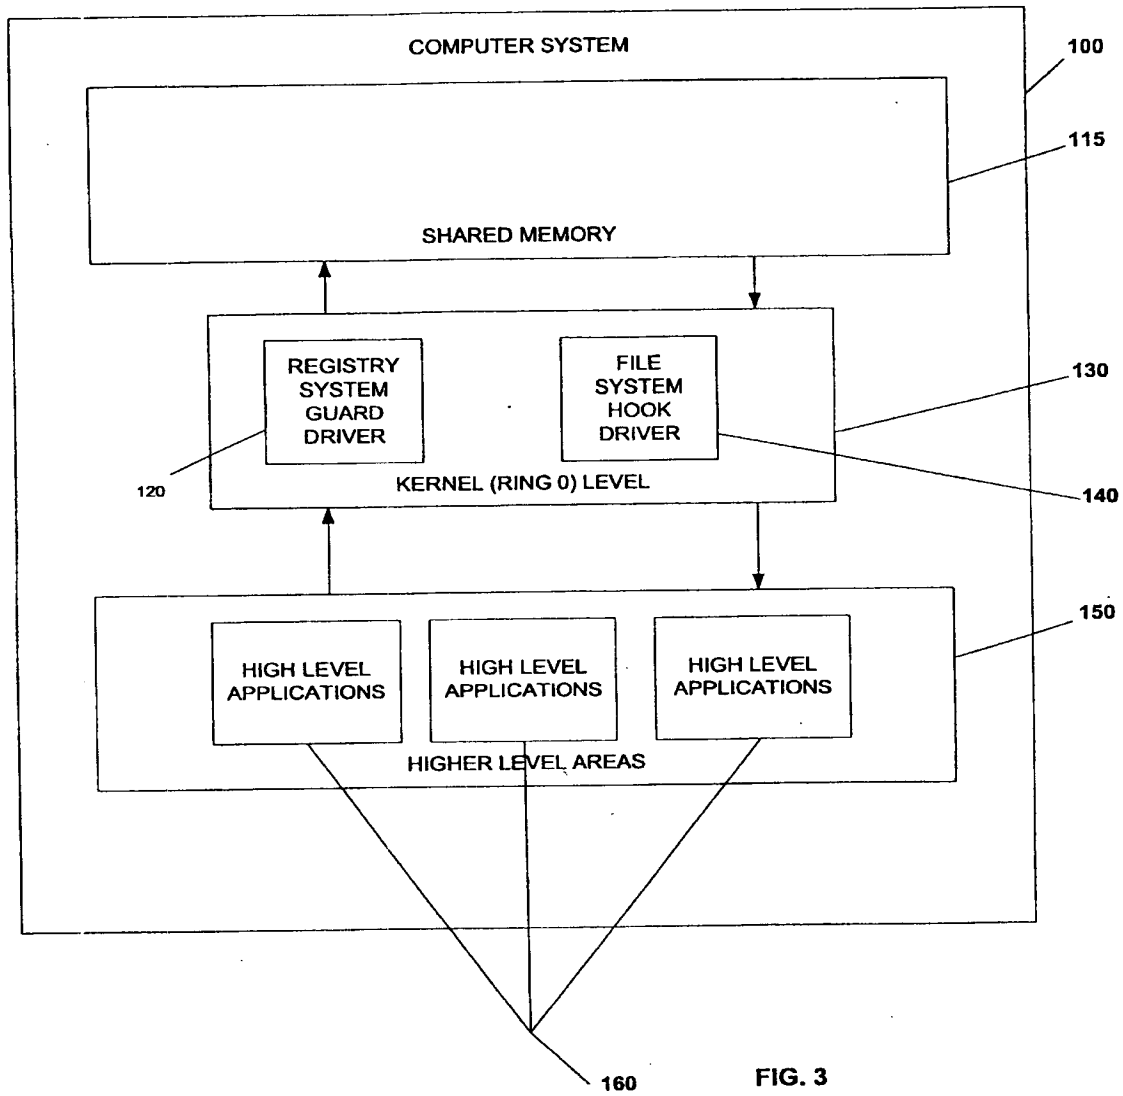 COMPUTER SYSTEM
100
115
SHARED MEMORY
REGISTRY
SYSTEM
GUARD
DRIVER
FILE
SYSTEM
HOOK
DRIVER
130
120
KERNEL (RING 0) LEVEL
140
150
HIGH LEVEL
APPLICATIONS
HIGH LEVEL
APPLICATIONS
HIGH LEVEL
APPLICATIONS
HIGHER LEVEL AREAS
160
FIG. 3